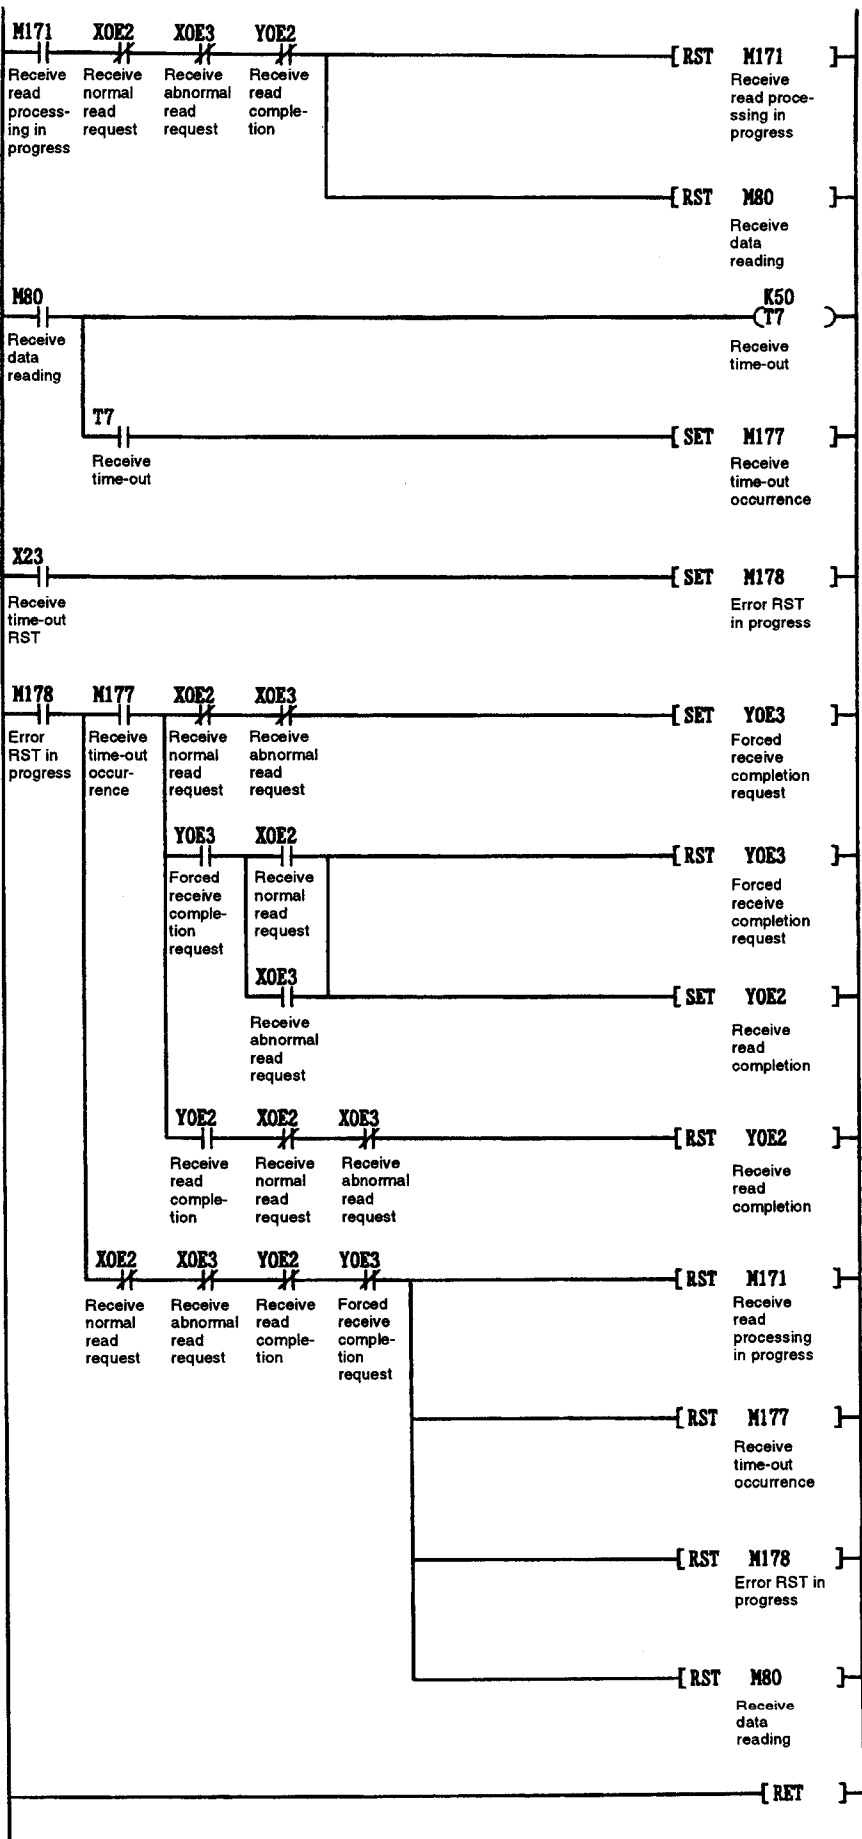 M171 X0E2 X0E3 Y0E2
[ RST M171 ]
Receive read process- ing in progress
Receive normal read request
Receive abnormal read request
Receive read comple- tion
Receive read proce- ssing in progress
[ RST M80 ]
Receive data reading
M80
K50
(T7 )
Receive data reading
Receive time-out
T7
[ SET M177 ]
Receive time-out
Receive time-out occurrence
X23
[ SET M178 ]
Receive time-out RST
Error RST in progress
M178 M177 X0E2 X0E3
[ SET Y0E3 ]
Error RST in progress
Receive time-out occur- rence
Receive normal read request
Receive abnormal read request
Forced receive completion request
Y0E3 X0E2
[ RST Y0E3 ]
Forced receive comple- tion request
Receive normal read request
Forced receive completion request
X0E3
[ SET Y0E2 ]
Receive abnormal read request
Receive read completion
Y0E2 X0E2 X0E3
[ RST Y0E2 ]
Receive read comple- tion
Receive normal read request
Receive abnormal read request
Receive read completion
X0E2 X0E3 Y0E2 Y0E3
[ RST M171 ]
Receive normal read request
Receive abnormal read request
Receive read comple- tion
Forced receive comple- tion request
Receive read processing in progress
[ RST M177 ]
Receive time-out occurrence
[ RST M178 ]
Error RST in progress
[ RST M80 ]
Receive data reading
[ RET ]